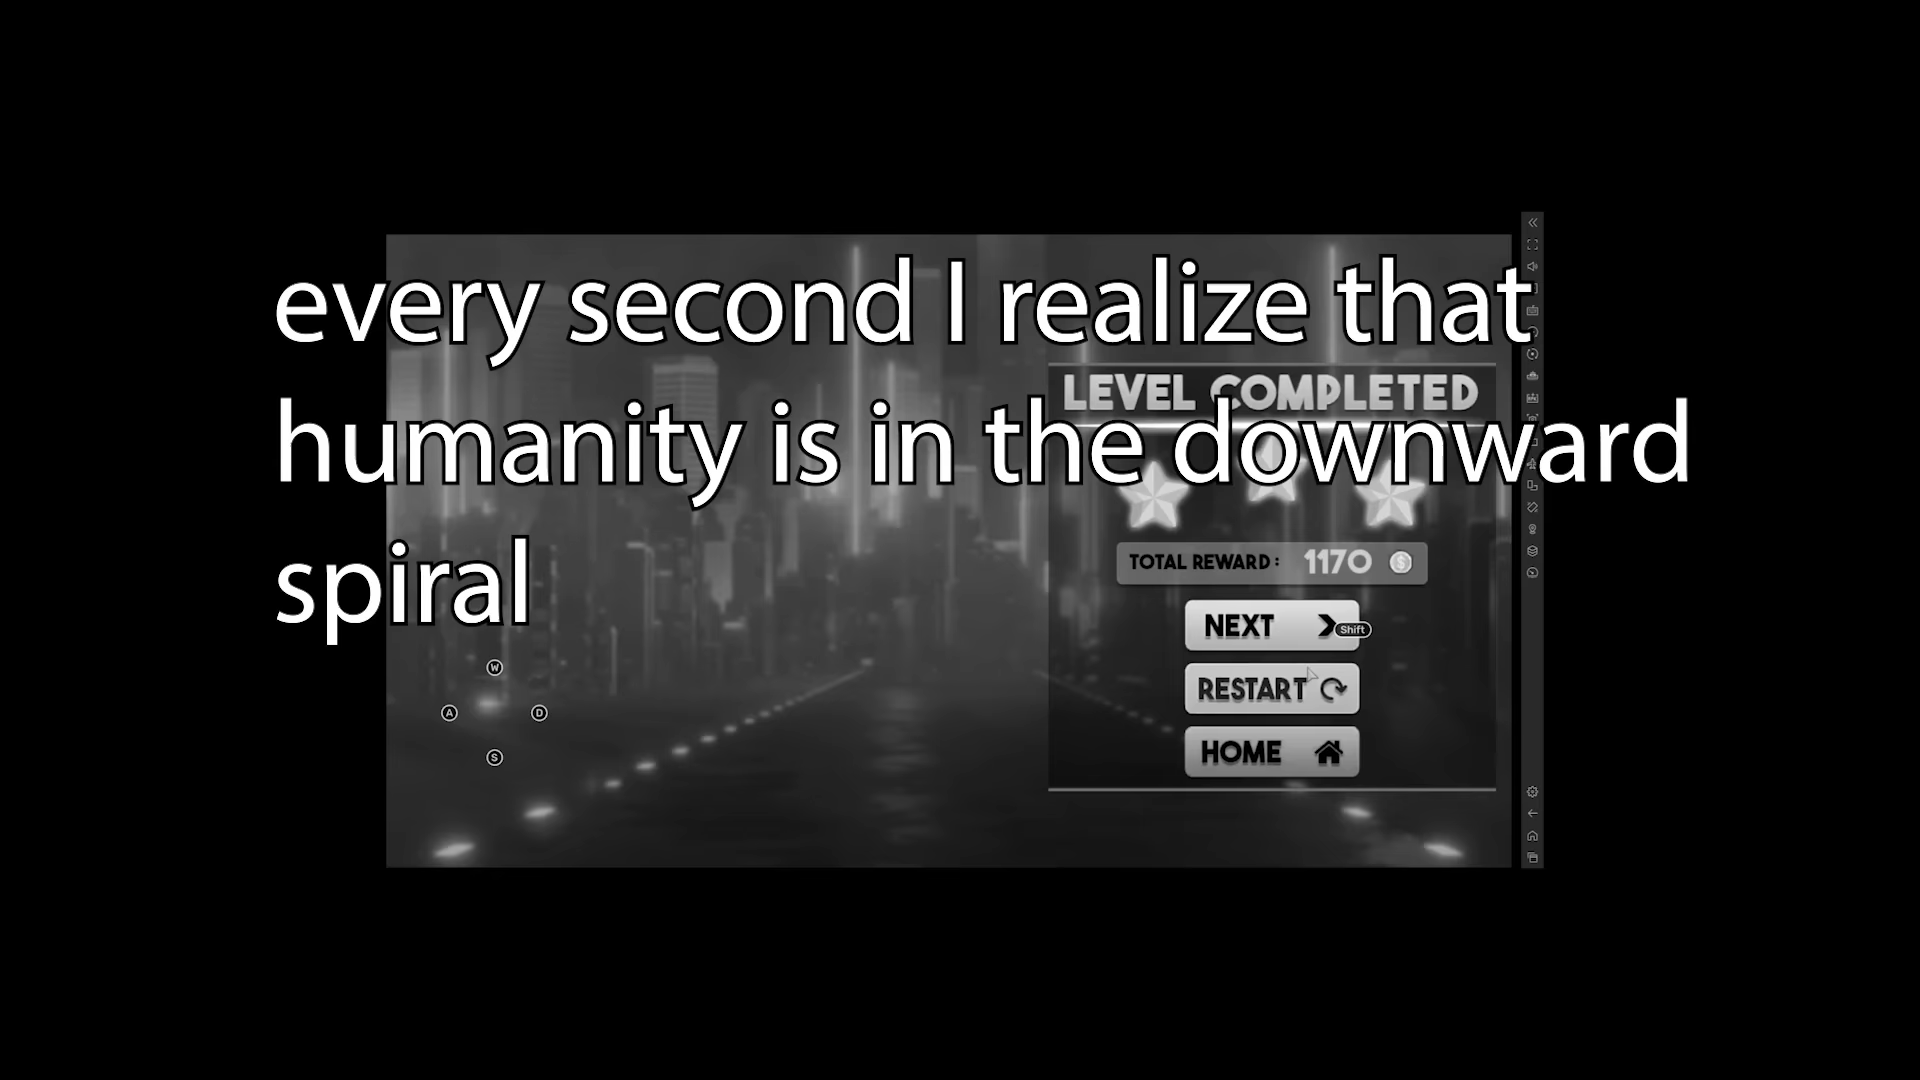 every second I realize that
humanity is in the downward
spiral
LEVEL COMPLETED
TOTAL REWARD: 1170
NEXT
Shift
RESTART
HOME
W
A
D
S